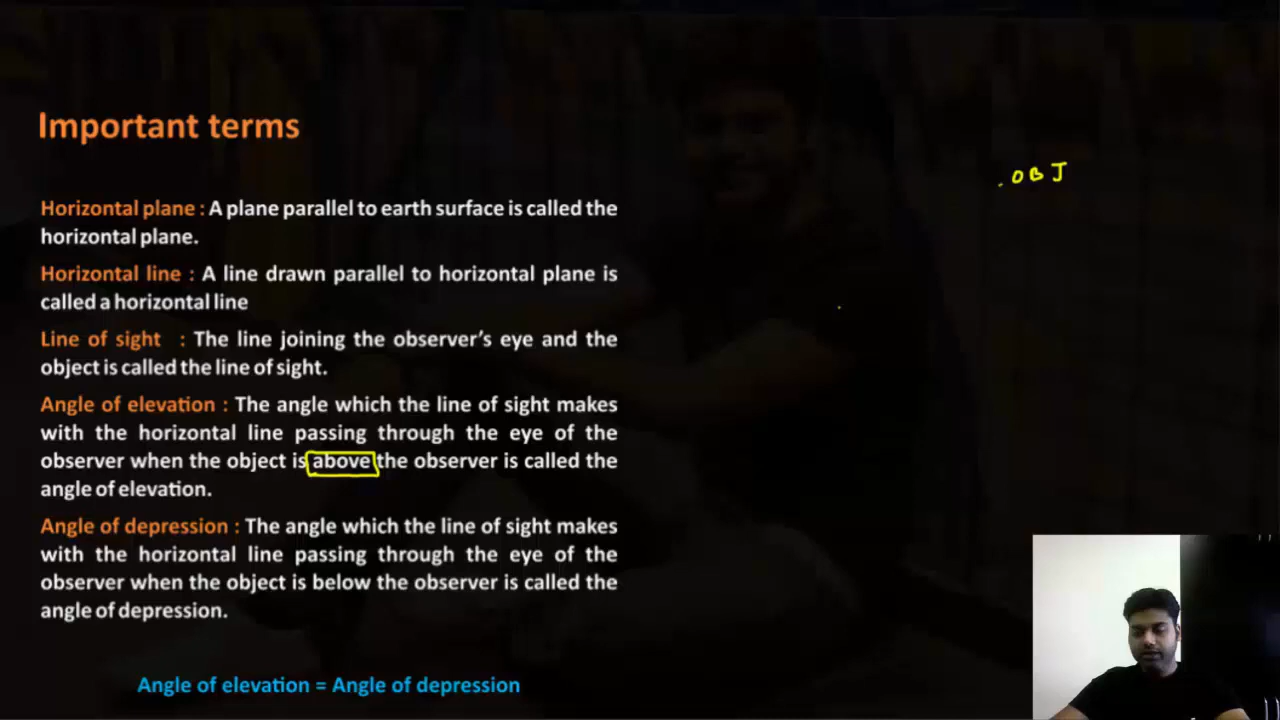 Important terms
.OBJ
Horizontal plane : A plane parallel to earth surface is called the
horizontal plane.
Horizontal line : A line drawn parallel to horizontal plane is
called a horizontal line
Line of sight : The line joining the observer's eye and the
object is called the line of sight.
Angle of elevation : The angle which the line of sight makes
with the horizontal line passing through the eye of the
observer when the object is above the observer is called the
angle of elevation.
Angle of depression : The angle which the line of sight makes
with the horizontal line passing through the eye of the
observer when the object is below the observer is called the
angle of depression.
Angle of elevation = Angle of depression